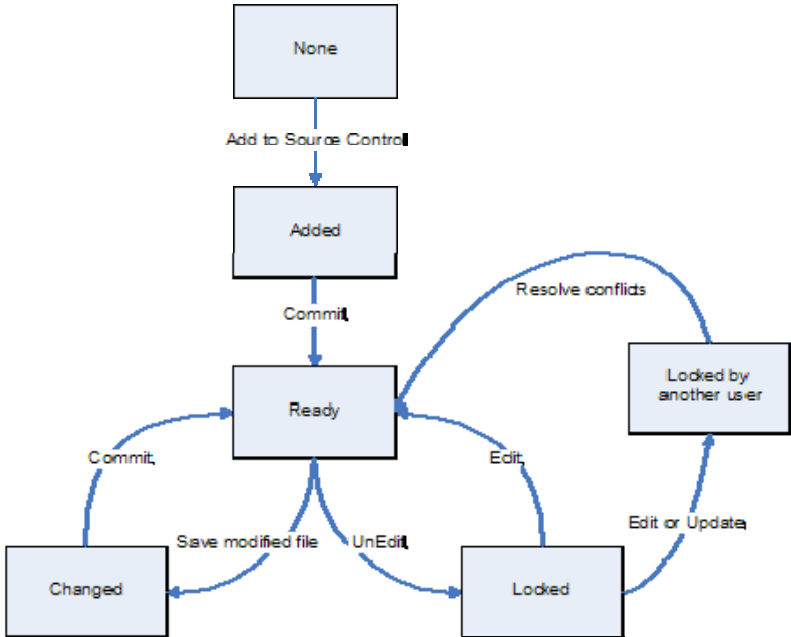 None
Add to Source Control
Added
Commit
Resolve conflicts
Locked by
another user
Ready
Commit
Edit
Edit or Update
Save modified file
UnEdit
Changed
Locked